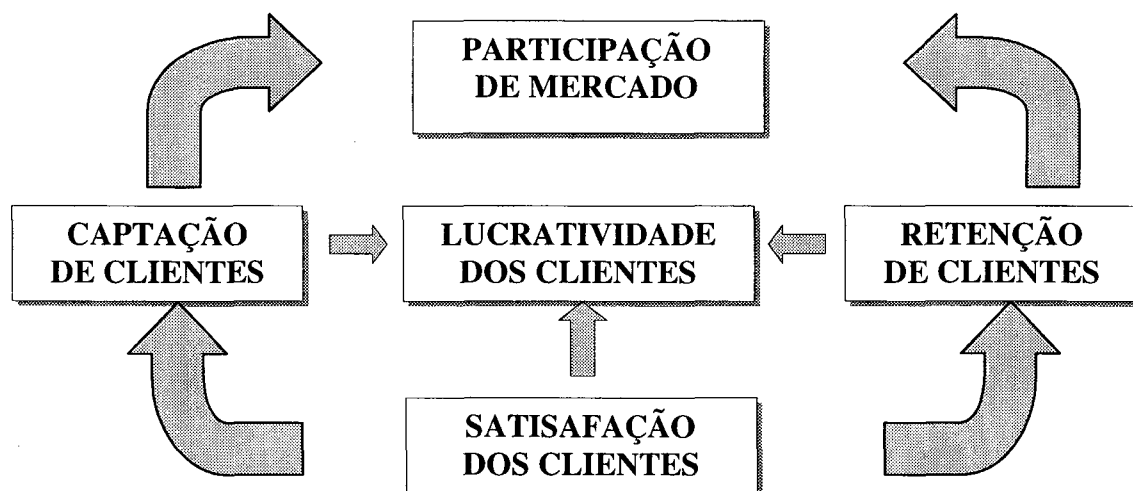 PARTICIPAÇÃO
DE MERCADO
CAPTAÇÃO
DE CLIENTES
LUCRATIVIDADE
DOS CLIENTES
RETENÇÃO
DE CLIENTES
SATISAFAÇÃO
DOS CLIENTES